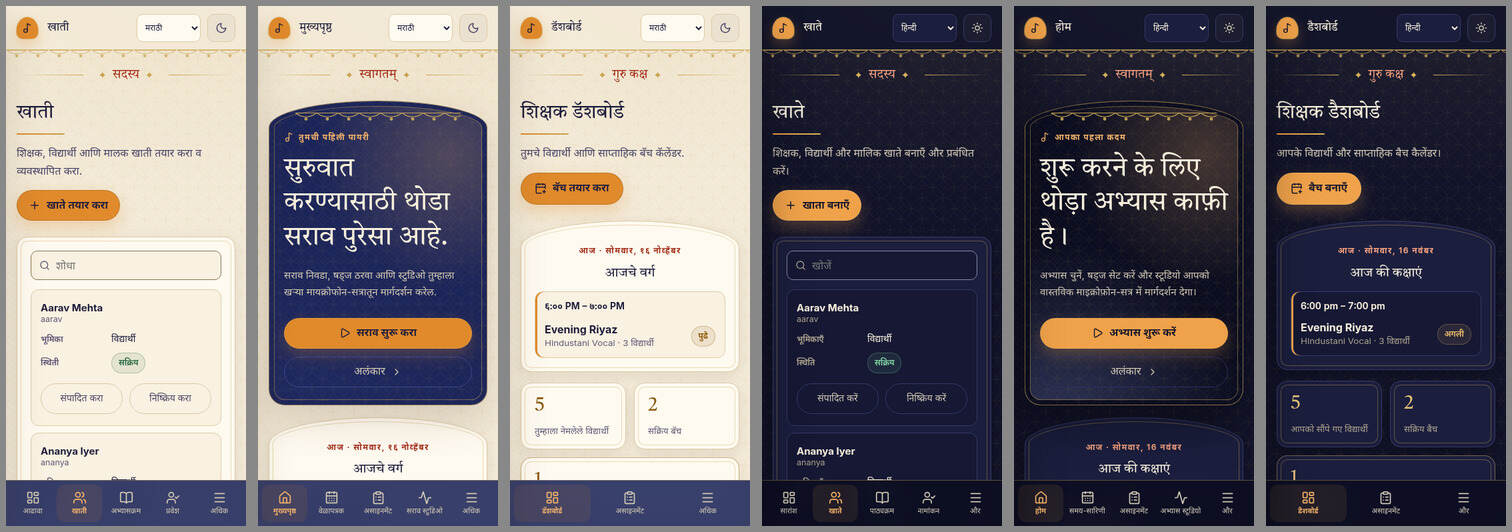 खाती
मराठी
सदस्य
खाती
शिक्षक, विद्यार्थी आणि मालक खाती तयार करा व
व्यवस्थापित करा.
खाते तयार करा
शोधा
Aarav Mehta
aarav
भूमिका विद्यार्थी
स्थिती सक्रिय
संपादित करा निष्क्रिय करा
Ananya Iyer
ananya
आढावा खाती अभ्यासक्रम प्रवेश अधिक
मुख्यपृष्ठ
मराठी
स्वागतम्
तुमची पहिली पायरी
सुरुवात
करण्यासाठी थोडा
सराव पुरेसा आहे.
सराव निवडा, षड्ज ठरवा आणि स्टुडिओ तुम्हाला
खऱ्या मायक्रोफोन-सत्रातून मार्गदर्शन करेल.
सराव सुरू करा
अलंकार
आज · सोमवार, १६ नोव्हेंबर
आजचे वर्ग
मुख्यपृष्ठ वेळापत्रक असाइनमेंट सराव स्टुडिओ अधिक
डॅशबोर्ड
मराठी
गुरु कक्ष
शिक्षक डॅशबोर्ड
तुमचे विद्यार्थी आणि साप्ताहिक बॅच कॅलेंडर.
बॅच तयार करा
आज · सोमवार, १६ नोव्हेंबर
आजचे वर्ग
६:०० PM – ७:०० PM
Evening Riyaz
Hindustani Vocal · 3 विद्यार्थी
पुढे
5
तुम्हाला नेमलेले विद्यार्थी
2
सक्रिय बॅच
1
डॅशबोर्ड असाइनमेंट अधिक
खाते
हिन्दी
सदस्य
खाते
शिक्षक, विद्यार्थी और मालिक खाते बनाएँ और प्रबंधित
करें।
खाता बनाएँ
खोजें
Aarav Mehta
aarav
भूमिकाएँ विद्यार्थी
स्थिति सक्रिय
संपादित करें निष्क्रिय करें
Ananya Iyer
ananya
सारांश खाते पाठ्यक्रम नामांकन और
होम
हिन्दी
स्वागतम्
आपका पहला कदम
शुरू करने के लिए
थोड़ा अभ्यास काफ़ी
है।
अभ्यास चुनें, षड्ज सेट करें और स्टूडियो आपको
वास्तविक माइक्रोफ़ोन-सत्र में मार्गदर्शन देगा।
अभ्यास शुरू करें
अलंकार
आज · सोमवार, 16 नवंबर
आज की कक्षाएं
होम समय-सारिणी असाइनमेंट अभ्यास स्टूडियो और
डैशबोर्ड
हिन्दी
गुरु कक्ष
शिक्षक डैशबोर्ड
आपके विद्यार्थी और साप्ताहिक बैच कैलेंडर।
बैच बनाएँ
आज · सोमवार, 16 नवंबर
आज की कक्षाएं
6:00 pm – 7:00 pm
Evening Riyaz
Hindustani Vocal · 3 विद्यार्थी
अगली
5
आपको सौंपे गए विद्यार्थी
2
सक्रिय बैच
1
डैशबोर्ड असाइनमेंट और